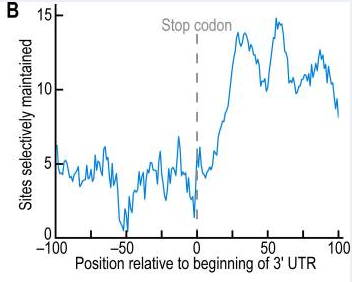 B
Sites selectively maintained
15
10
5
0
Stop codon
−100 −50 0 50 100
Position relative to beginning of 3' UTR